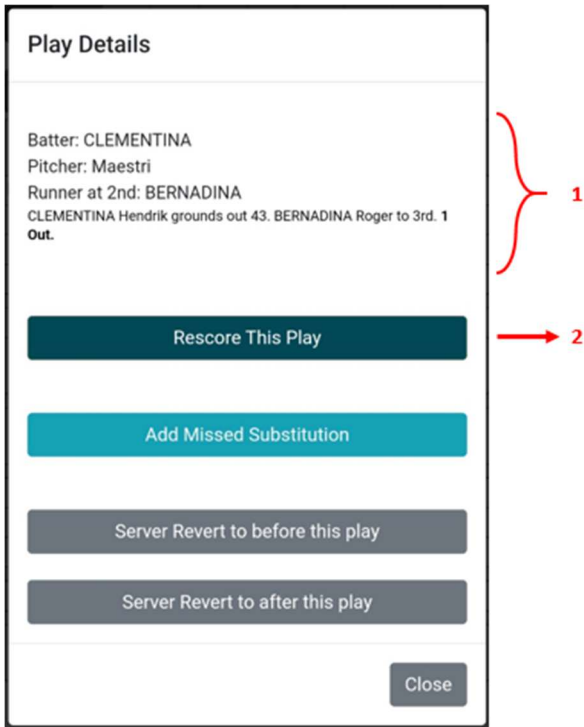 Play Details
Batter: CLEMENTINA
Pitcher: Maestri
Runner at 2nd: BERNADINA
CLEMENTINA Hendrik grounds out 43. BERNADINA Roger to 3rd. 1
Out.
1
Rescore This Play
2
Add Missed Substitution
Server Revert to before this play
Server Revert to after this play
Close